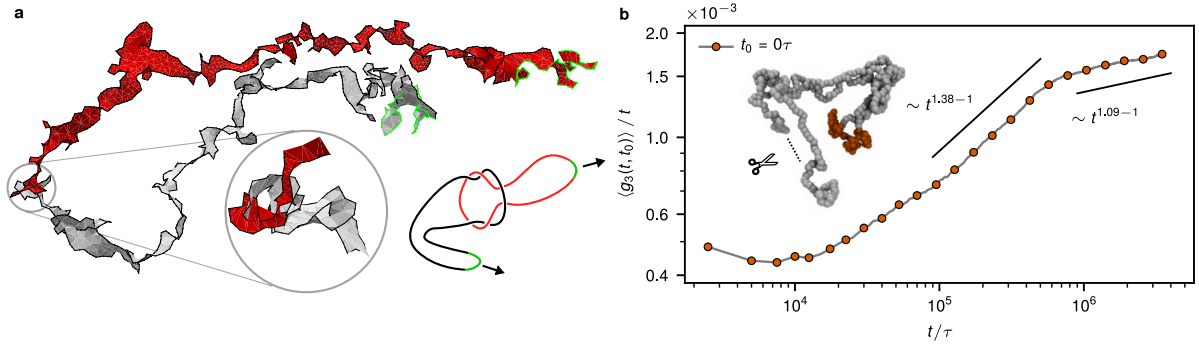 a
b
×10⁻³
t₀ = 0τ
2.0
1.5
1.0
0.6
0.4
⟨g₃(t, t₀)⟩ / t
~ t^{1.38−1}
~ t^{1.09−1}
10⁴
10⁵
10⁶
t/τ